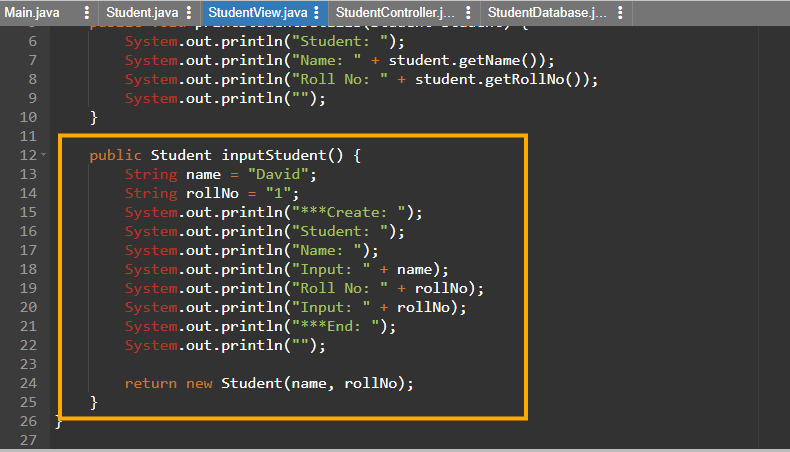 Main.java Student.java StudentView.java StudentController.j... StudentDatabase.j...
6 System.out.println("Student: ");
7 System.out.println("Name: " + student.getName());
8 System.out.println("Roll No: " + student.getRollNo());
9 System.out.println("");
10 }
11
12 public Student inputStudent() {
13 String name = "David";
14 String rollNo = "1";
15 System.out.println("***Create: ");
16 System.out.println("Student: ");
17 System.out.println("Name: ");
18 System.out.println("Input: " + name);
19 System.out.println("Roll No: " + rollNo);
20 System.out.println("Input: " + rollNo);
21 System.out.println("***End: ");
22 System.out.println("");
23
24 return new Student(name, rollNo);
25 }
26 }
27